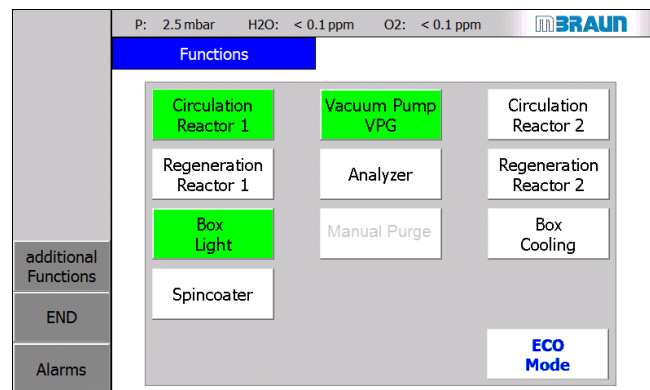 P: 2.5 mbar H2O: < 0.1 ppm O2: < 0.1 ppm mBRAUN
Functions
Circulation
Reactor 1
Vacuum Pump
VPG
Circulation
Reactor 2
Regeneration
Reactor 1
Analyzer
Regeneration
Reactor 2
Box
Light
Manual Purge
Box
Cooling
Spincoater
ECO
Mode
additional
Functions
END
Alarms